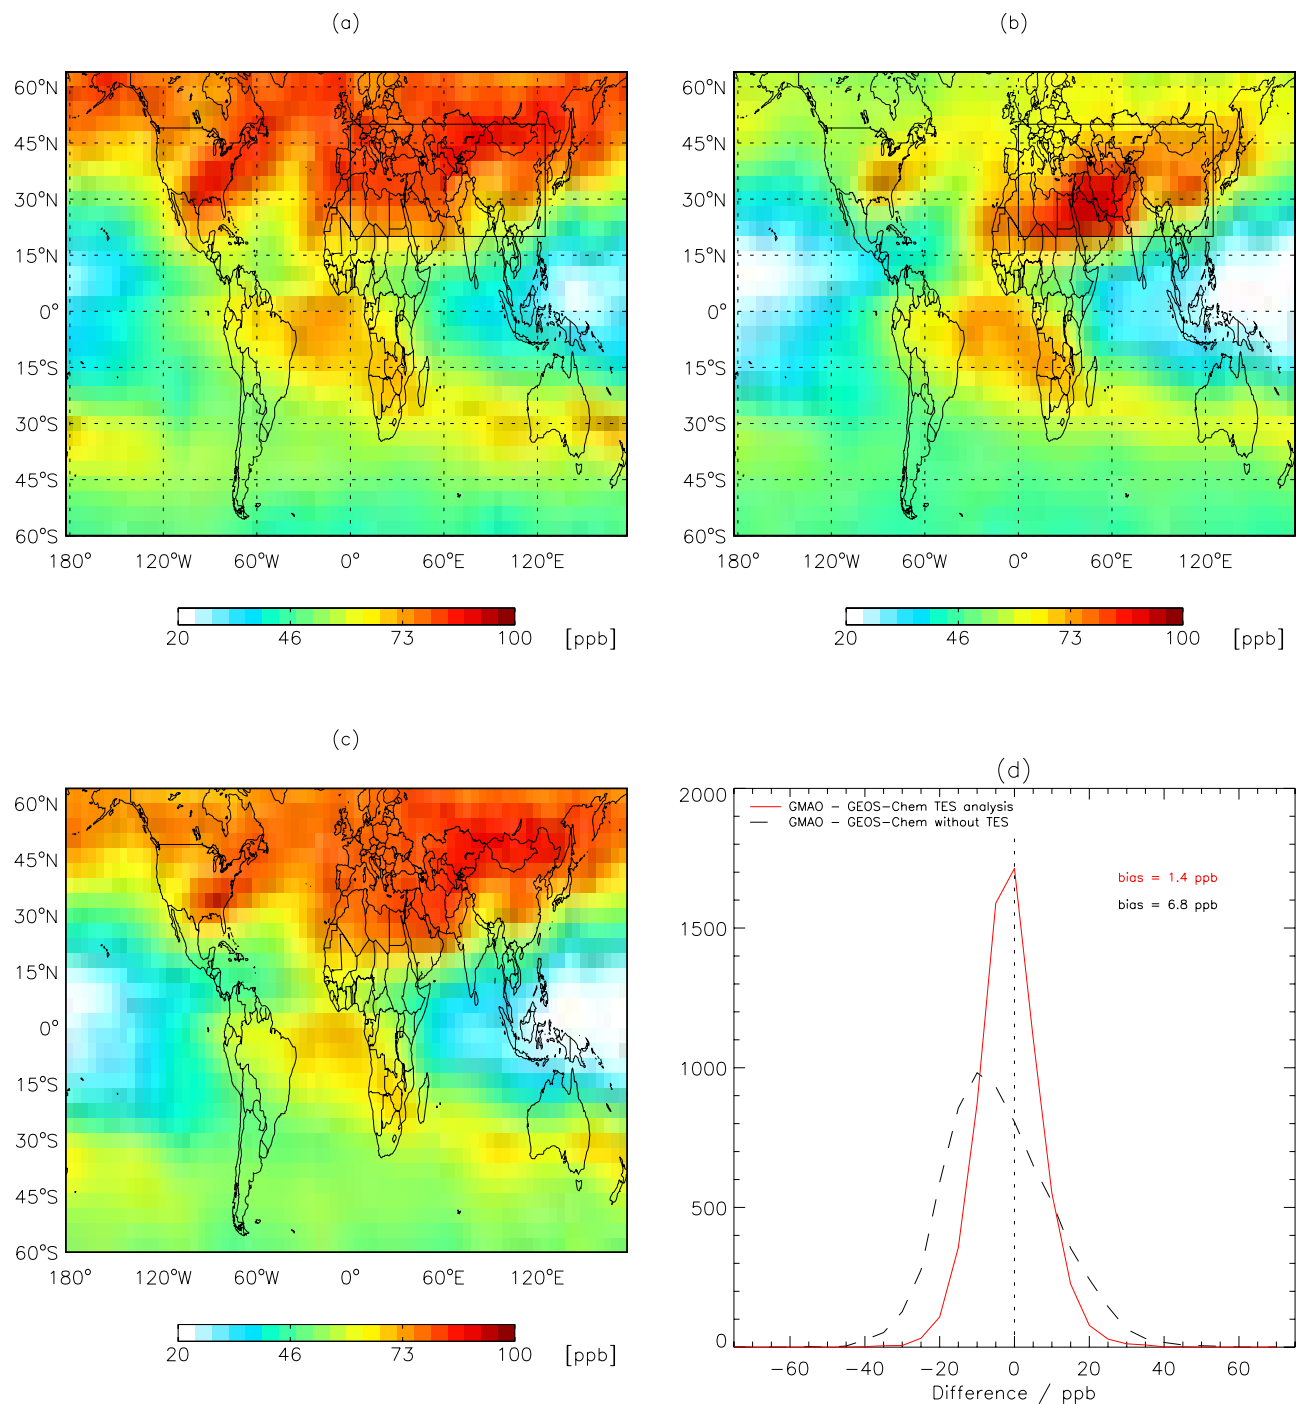 (a)
60°N
45°N
30°N
15°N
0°
15°S
30°S
45°S
60°S
180° 120°W 60°W 0° 60°E 120°E
20 46 73 100 [ppb]
(b)
60°N
45°N
30°N
15°N
0°
15°S
30°S
45°S
60°S
180° 120°W 60°W 0° 60°E 120°E
20 46 73 100 [ppb]
(c)
60°N
45°N
30°N
15°N
0°
15°S
30°S
45°S
60°S
180° 120°W 60°W 0° 60°E 120°E
20 46 73 100 [ppb]
(d)
GMAO - GEOS-Chem TES analysis
GMAO - GEOS-Chem without TES
bias = 1.4 ppb
bias = 6.8 ppb
2000
1500
1000
500
0
-60 -40 -20 0 20 40 60
Difference / ppb